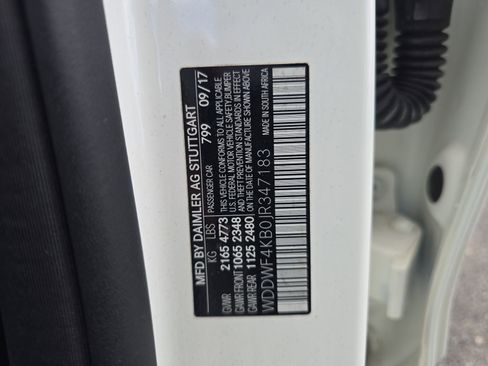 MFD BY DAIMLER AG STUTTGART
KG LBS PASSENGER CAR 799 09/17
GVWR 2165 4773 THIS VEHICLE CONFORMS TO ALL APPLICABLE
GAWR FRONT 1065 2348 U.S. FEDERAL MOTOR VEHICLE SAFETY, BUMPER
GAWR REAR 1125 2480 AND THEFT PREVENTION STANDARDS IN EFFECT
ON THE DATE OF MANUFACTURE SHOWN ABOVE
WDDWF4KB0JR347183 MADE IN SOUTH AFRICA